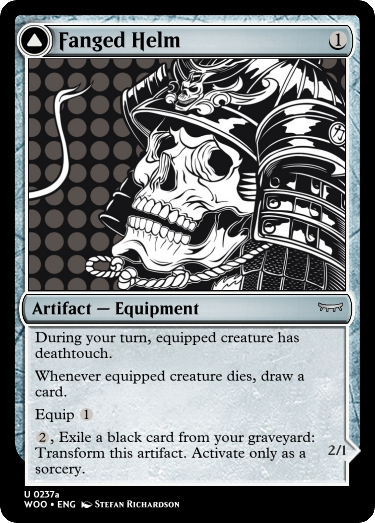 Fanged Helm 1
Artifact — Equipment
During your turn, equipped creature has
deathtouch.
Whenever equipped creature dies, draw a
card.
Equip 1
2, Exile a black card from your graveyard:
Transform this artifact. Activate only as a
sorcery.
2/1
U 0237a
WOO • ENG Stefan Richardson